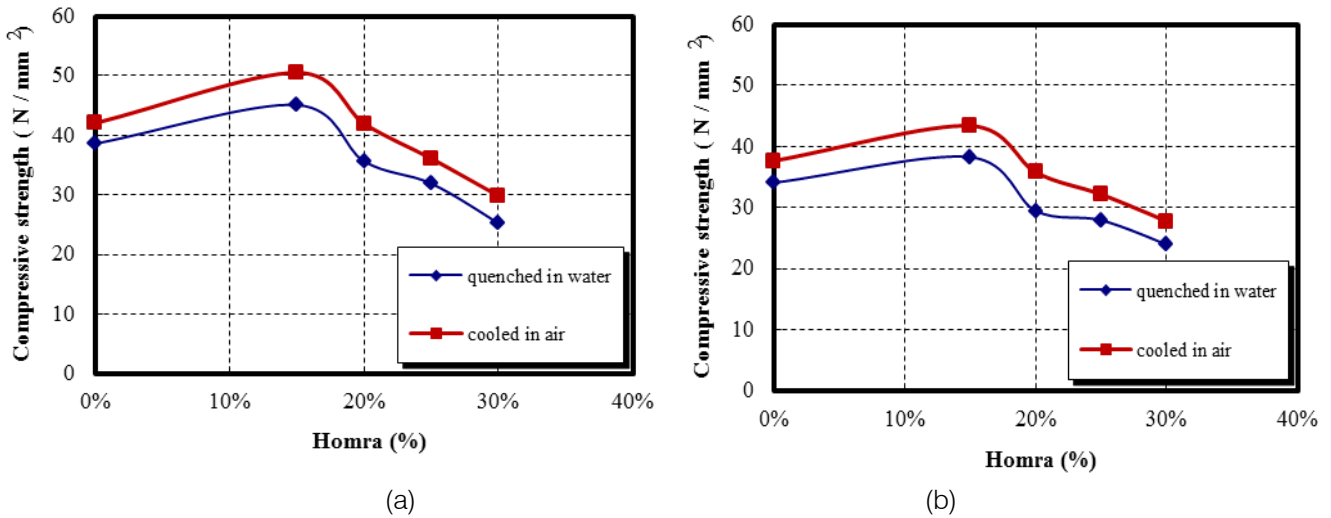 60
50
40
30
20
10
0
Compressive strength ( N / mm ²)
0% 10% 20% 30% 40%
Homra (%)
quenched in water
cooled in air
(a)
60
50
40
30
20
10
0
Compressive strength ( N / mm ²)
0% 10% 20% 30% 40%
Homra (%)
quenched in water
cooled in air
(b)